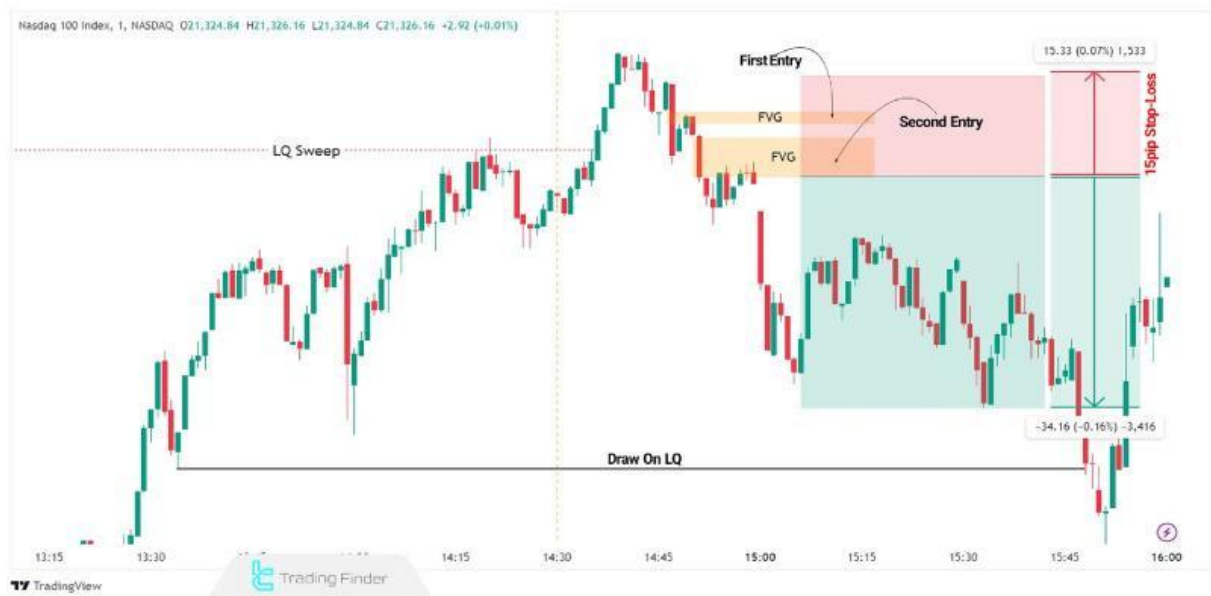 Nasdaq 100 Index, 1, NASDAQ O21,324.84 H21,326.16 L21,324.84 C21,326.16 +2.92 (+0.01%)
15.33 (0.07%) 1,533
First Entry
15pip Stop-Loss
FVG
Second Entry
LQ Sweep
FVG
-34.16 (-0.16%) -3,416
Draw On LQ
13:15 13:30 14:15 14:30 14:45 15:00 15:15 15:30 15:45 16:00
Trading Finder
TradingView